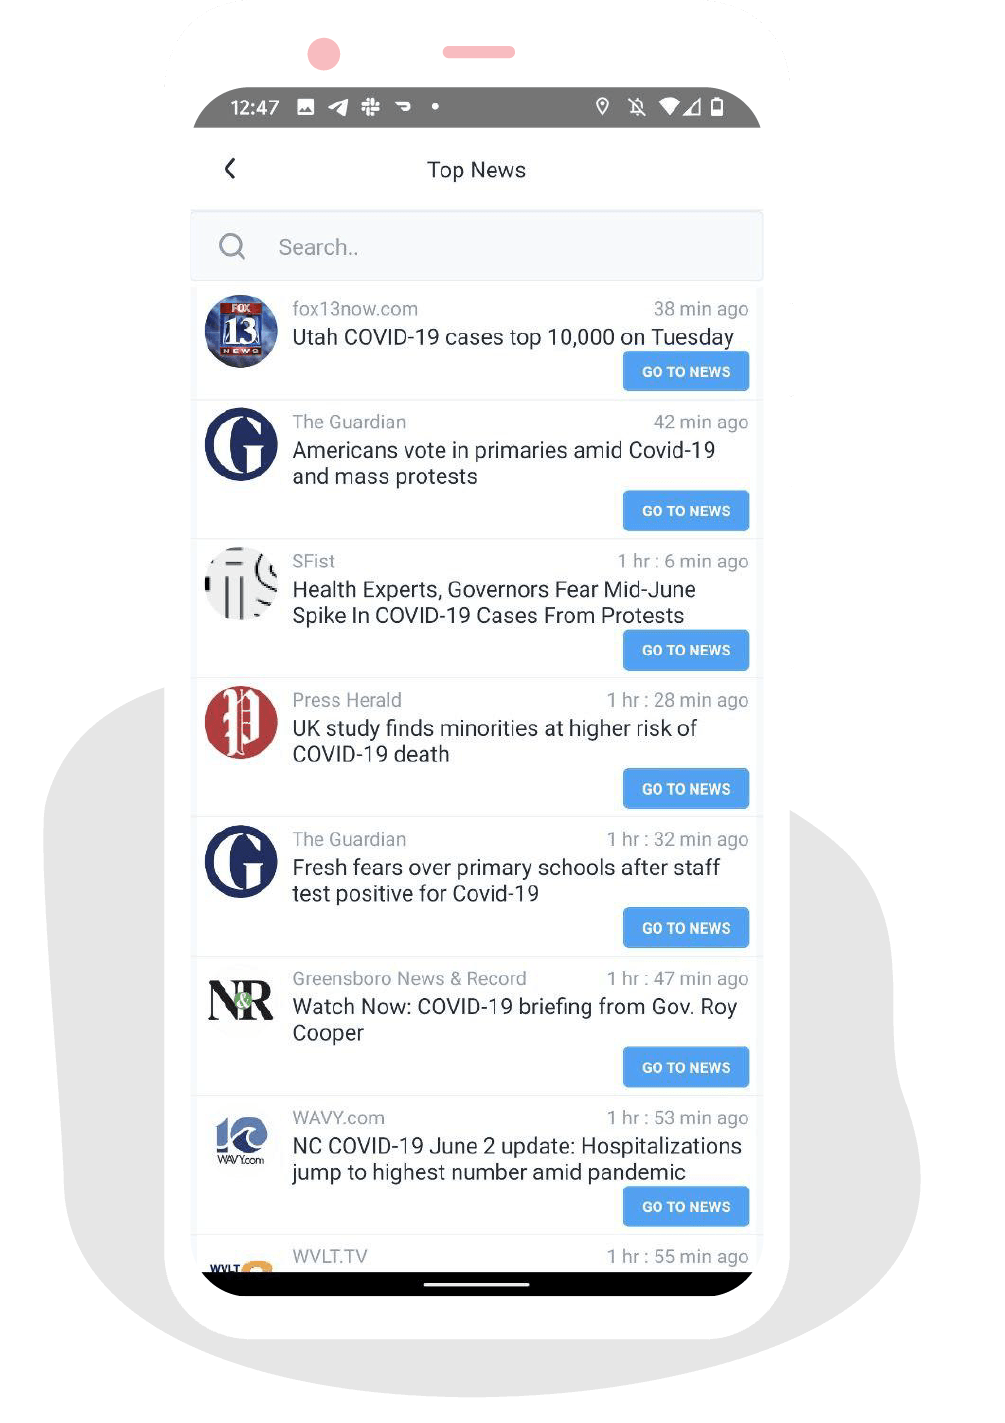 12:47
Top News
Search..
FOX
13
NEWS
fox13now.com 38 min ago
Utah COVID-19 cases top 10,000 on Tuesday
GO TO NEWS
G
The Guardian 42 min ago
Americans vote in primaries amid Covid-19
and mass protests
GO TO NEWS
SFist 1 hr : 6 min ago
Health Experts, Governors Fear Mid-June
Spike In COVID-19 Cases From Protests
GO TO NEWS
P
Press Herald 1 hr : 28 min ago
UK study finds minorities at higher risk of
COVID-19 death
GO TO NEWS
G
The Guardian 1 hr : 32 min ago
Fresh fears over primary schools after staff
test positive for Covid-19
GO TO NEWS
N&R
Greensboro News & Record 1 hr : 47 min ago
Watch Now: COVID-19 briefing from Gov. Roy
Cooper
GO TO NEWS
10
WAVY.com
WAVY.com 1 hr : 53 min ago
NC COVID-19 June 2 update: Hospitalizations
jump to highest number amid pandemic
GO TO NEWS
WVLT
WVLT.TV 1 hr : 55 min ago